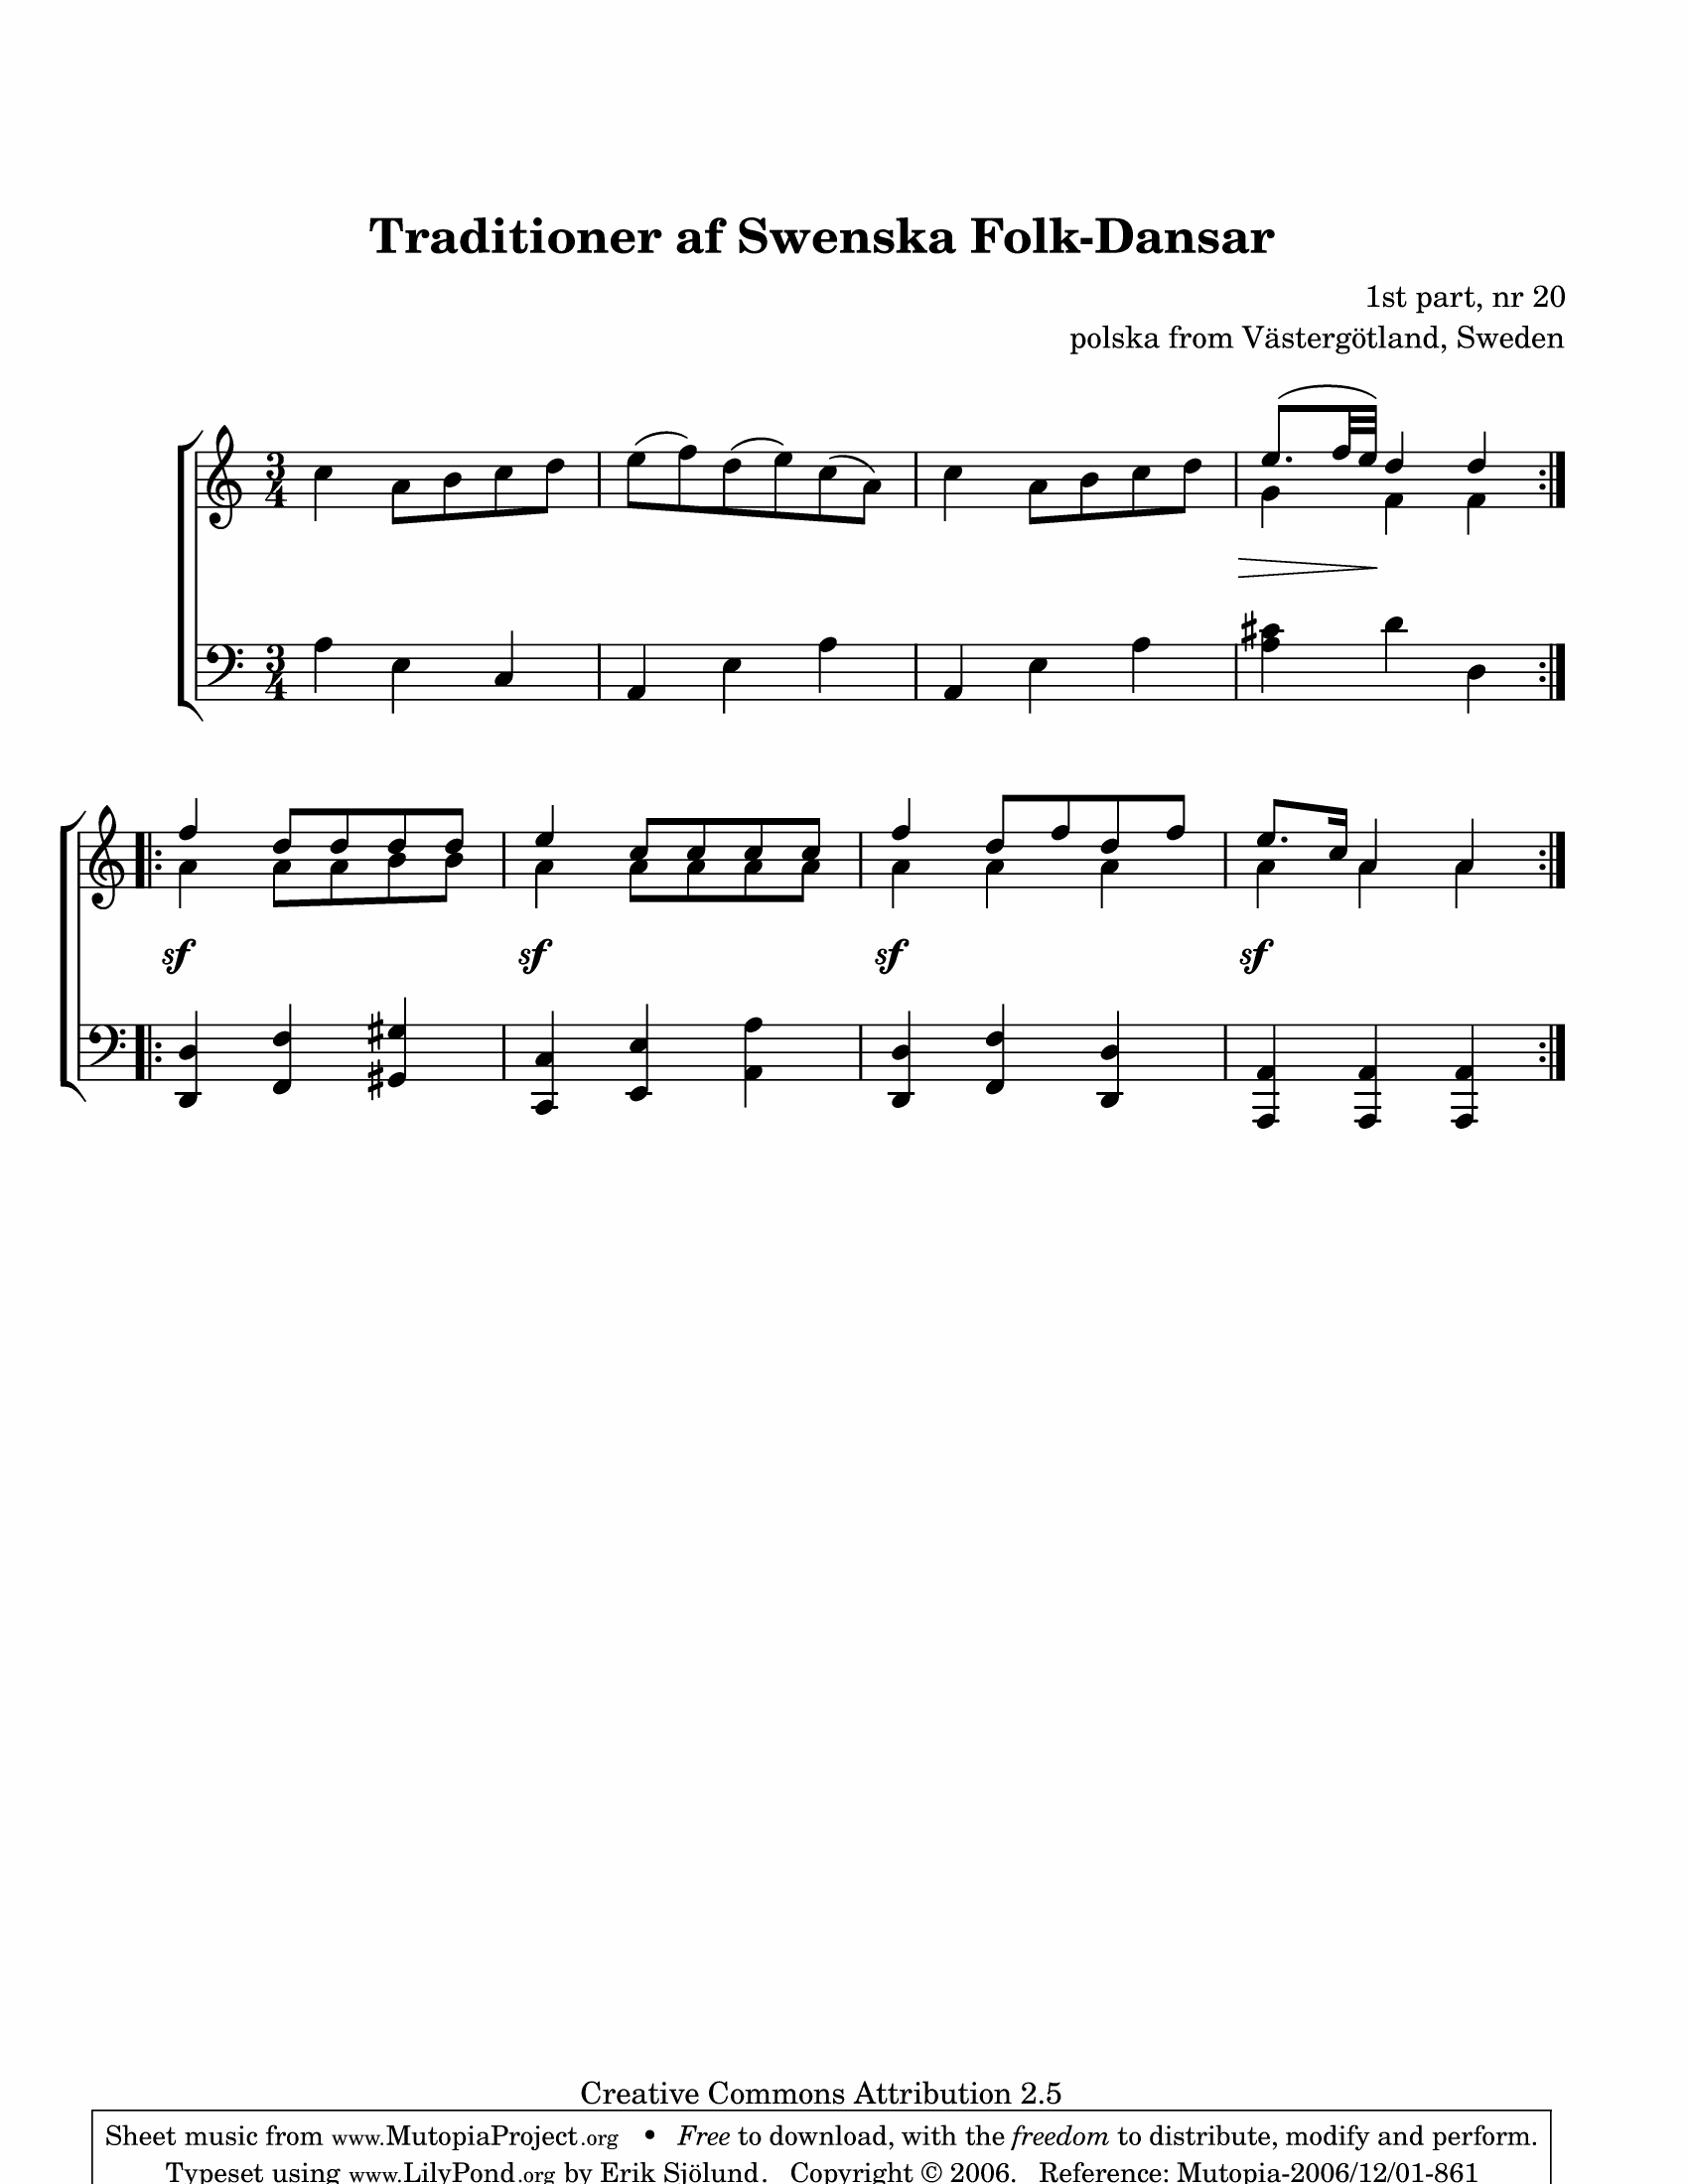 Traditioner af Swenska Folk-Dansar
1st part, nr 20
polska from Västergötland, Sweden
3
4
3
4
sf sf sf sf
Creative Commons Attribution 2.5
Sheet music from www.MutopiaProject.org • Free to download, with the freedom to distribute, modify and perform.
Typeset using www.LilyPond.org by Erik Sjölund. Copyright © 2006. Reference: Mutopia-2006/12/01-861